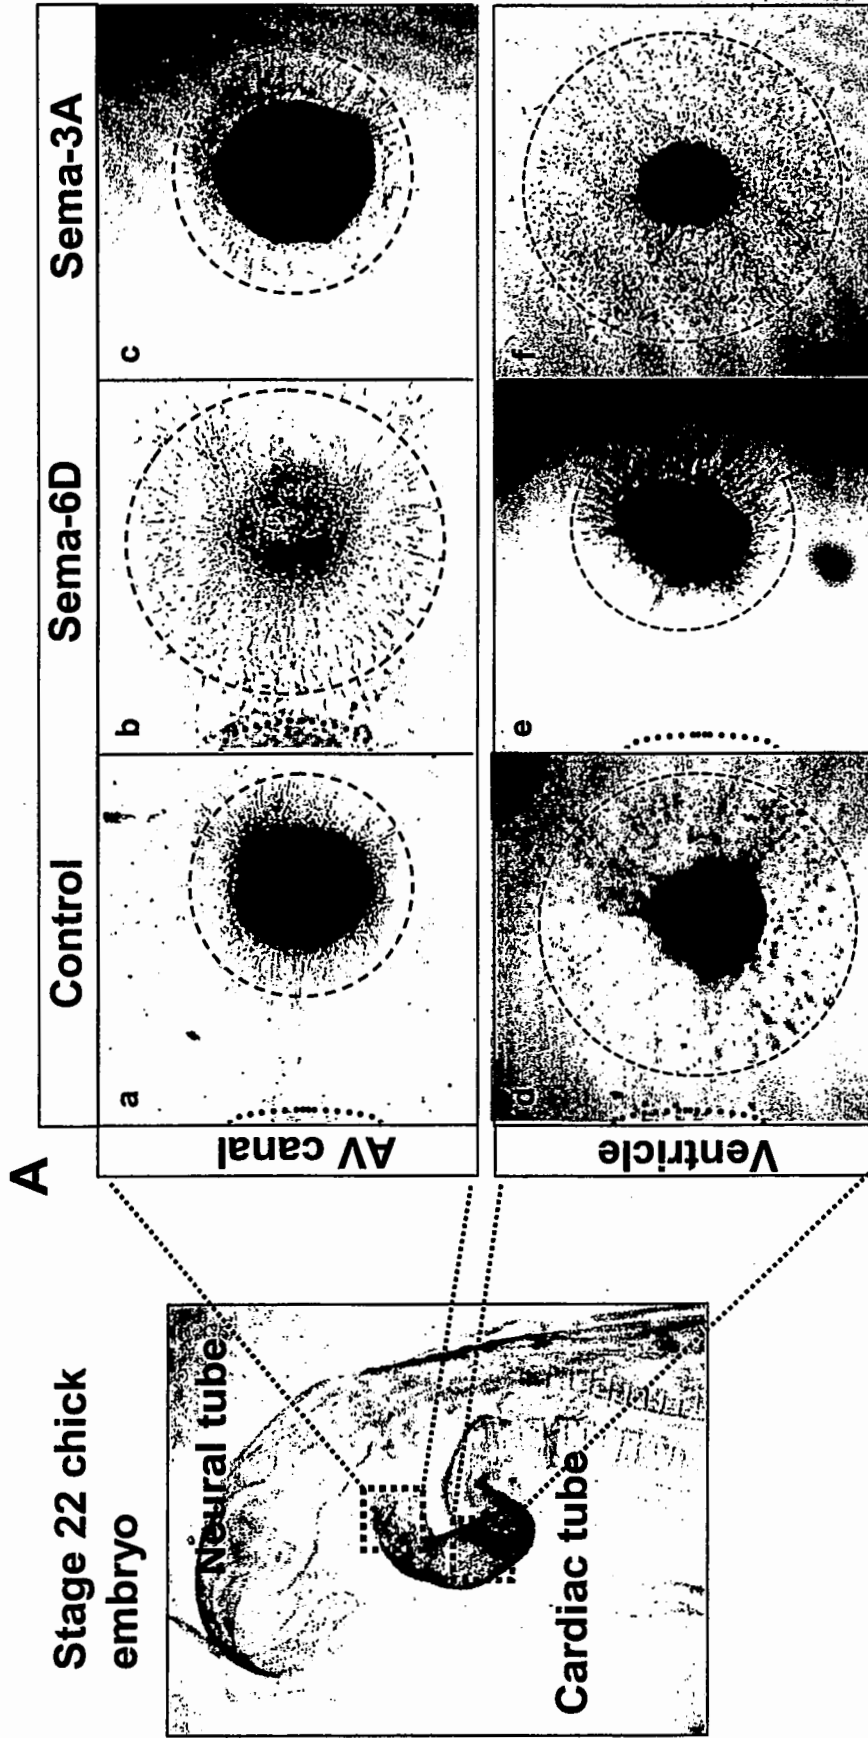 A
Stage 22 chick
embryo
Neural tube
Cardiac tube
Control
Sema-6D
Sema-3A
AV canal
a
b
c
Ventricle
d
e
f